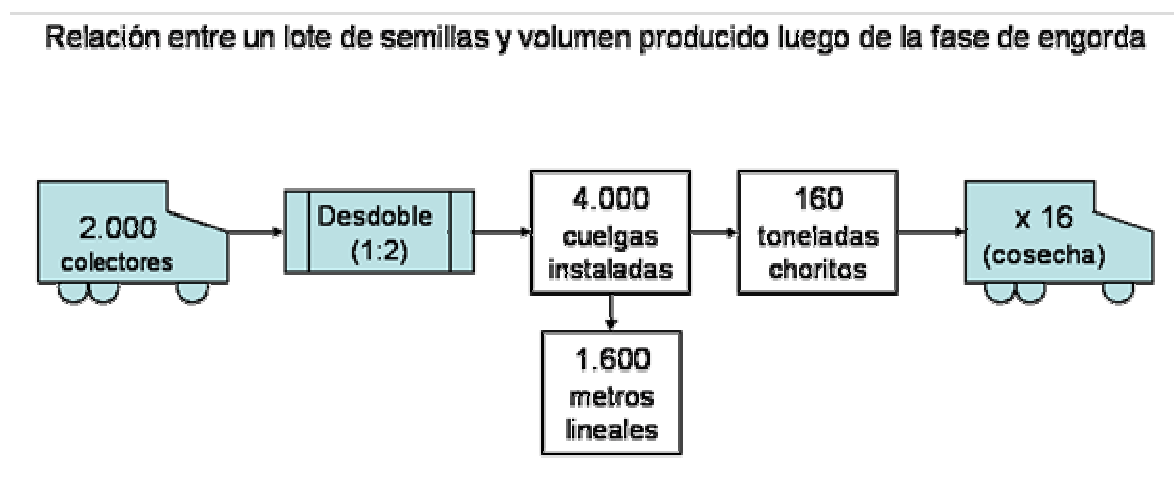 Relación entre un lote de semillas y volumen producido luego de la fase de engorda
2.000
colectores
Desdoble
(1:2)
4.000
cuelgas
instaladas
160
toneladas
choritos
x 16
(cosecha)
1.600
metros
lineales